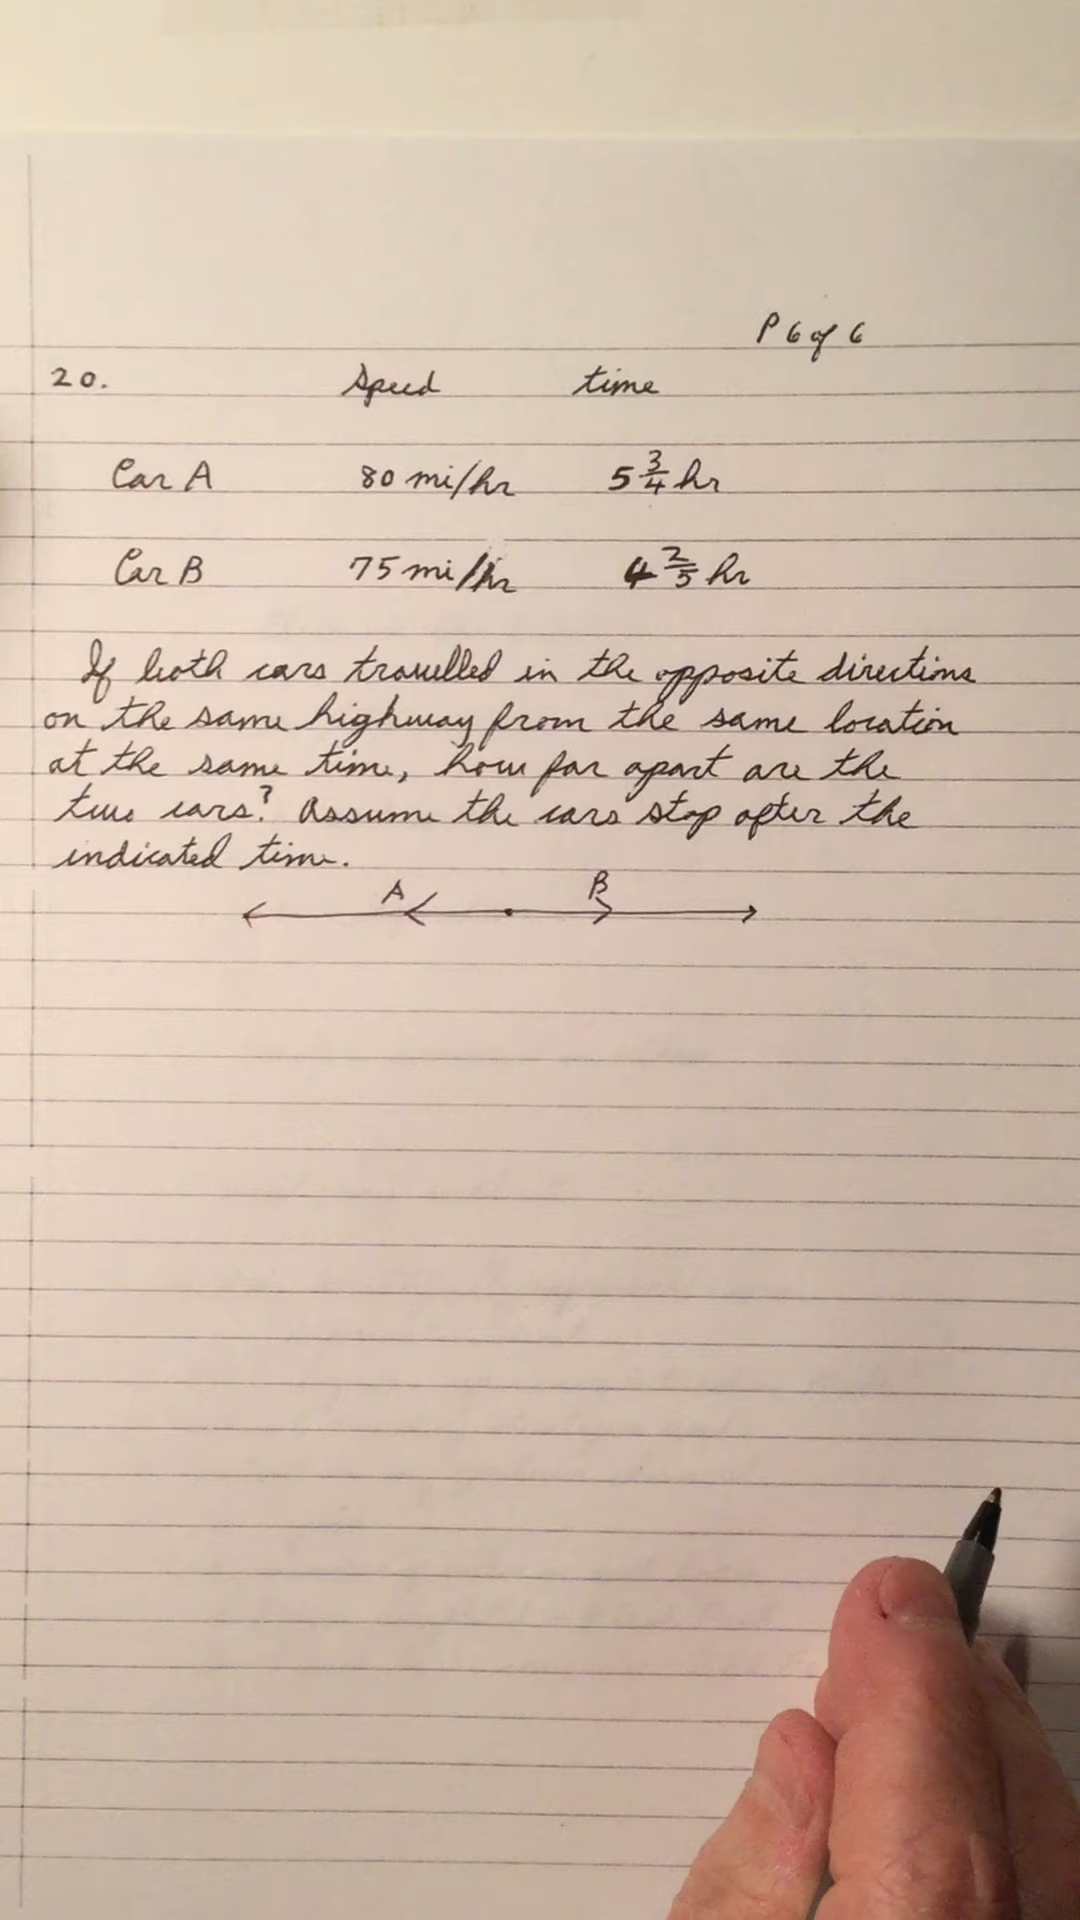 P 6 of 6
20. Speed time
Car A 80 mi/hr 5 3/4 hr
Car B 75 mi/hr 4 2/5 hr
If both cars travelled in the opposite directions
on the same highway from the same location
at the same time, how far apart are the
two cars? Assume the cars stop after the
indicated time.
A B